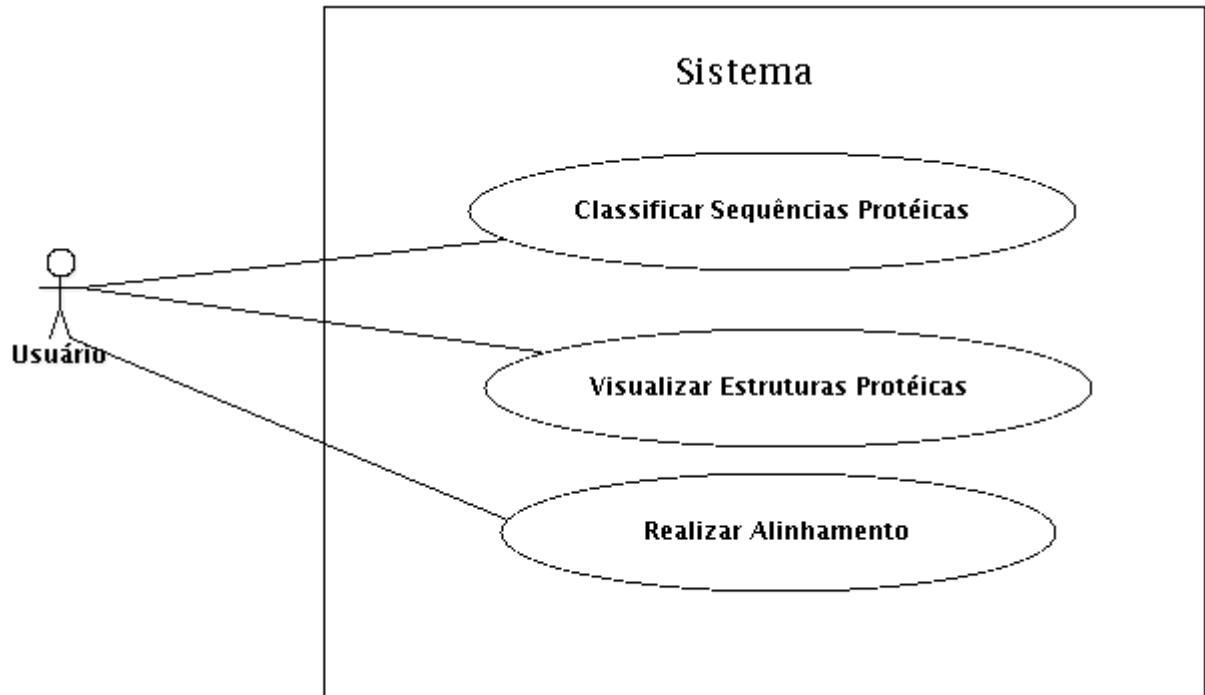 Sistema
Classificar Sequências Protéicas
Usuário
Visualizar Estruturas Protéicas
Realizar Alinhamento